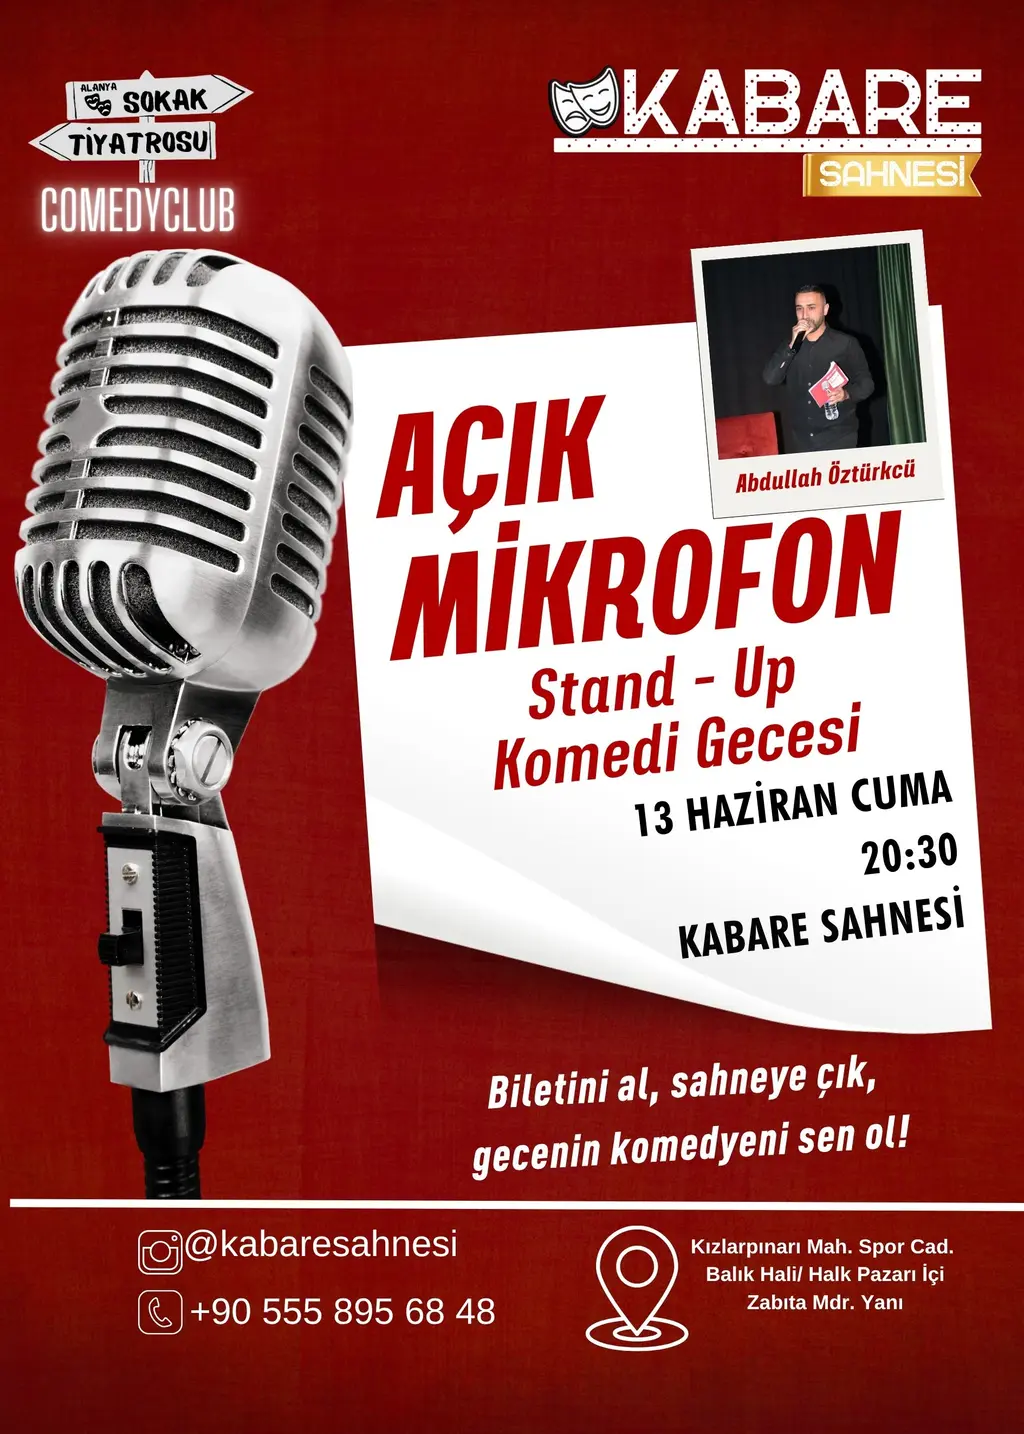 ALANYA
SOKAK
TİYATROSU
COMEDYCLUB
KABARE
SAHNESİ
Abdullah Öztürkcü
AÇIK
MİKROFON
Stand - Up
Komedi Gecesi
13 HAZİRAN CUMA
20:30
KABARE SAHNESİ
Biletini al, sahneye çık,
gecenin komedyeni sen ol!
@kabaresahnesi
+90 555 895 68 48
Kızlarpınarı Mah. Spor Cad.
Balık Hali/ Halk Pazarı İçi
Zabıta Mdr. Yanı